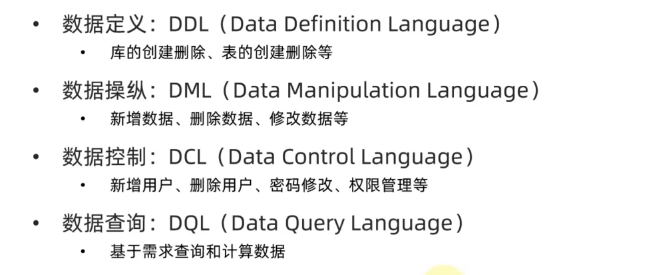 • 数据定义：DDL（Data Definition Language）
• 库的创建删除、表的创建删除等
• 数据操纵：DML（Data Manipulation Language）
• 新增数据、删除数据、修改数据等
• 数据控制：DCL（Data Control Language）
• 新增用户、删除用户、密码修改、权限管理等
• 数据查询：DQL（Data Query Language）
• 基于需求查询和计算数据